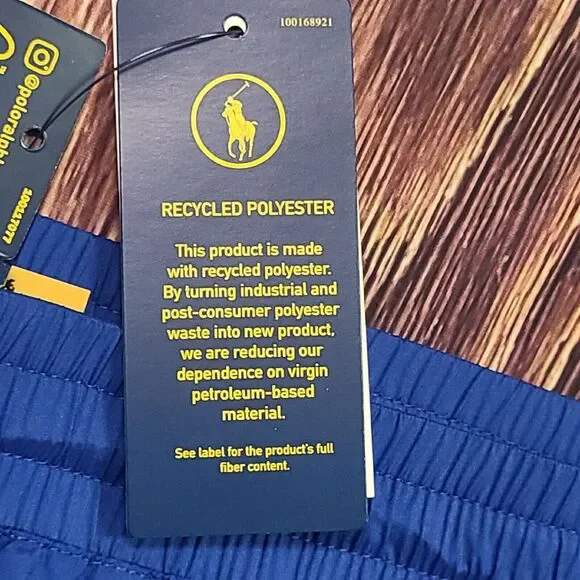 100168921
RECYCLED POLYESTER
This product is made
with recycled polyester.
By turning industrial and
post-consumer polyester
waste into new product,
we are reducing our
dependence on virgin
petroleum-based
material.
See label for the product's full
fiber content.
@poloralph
100117077